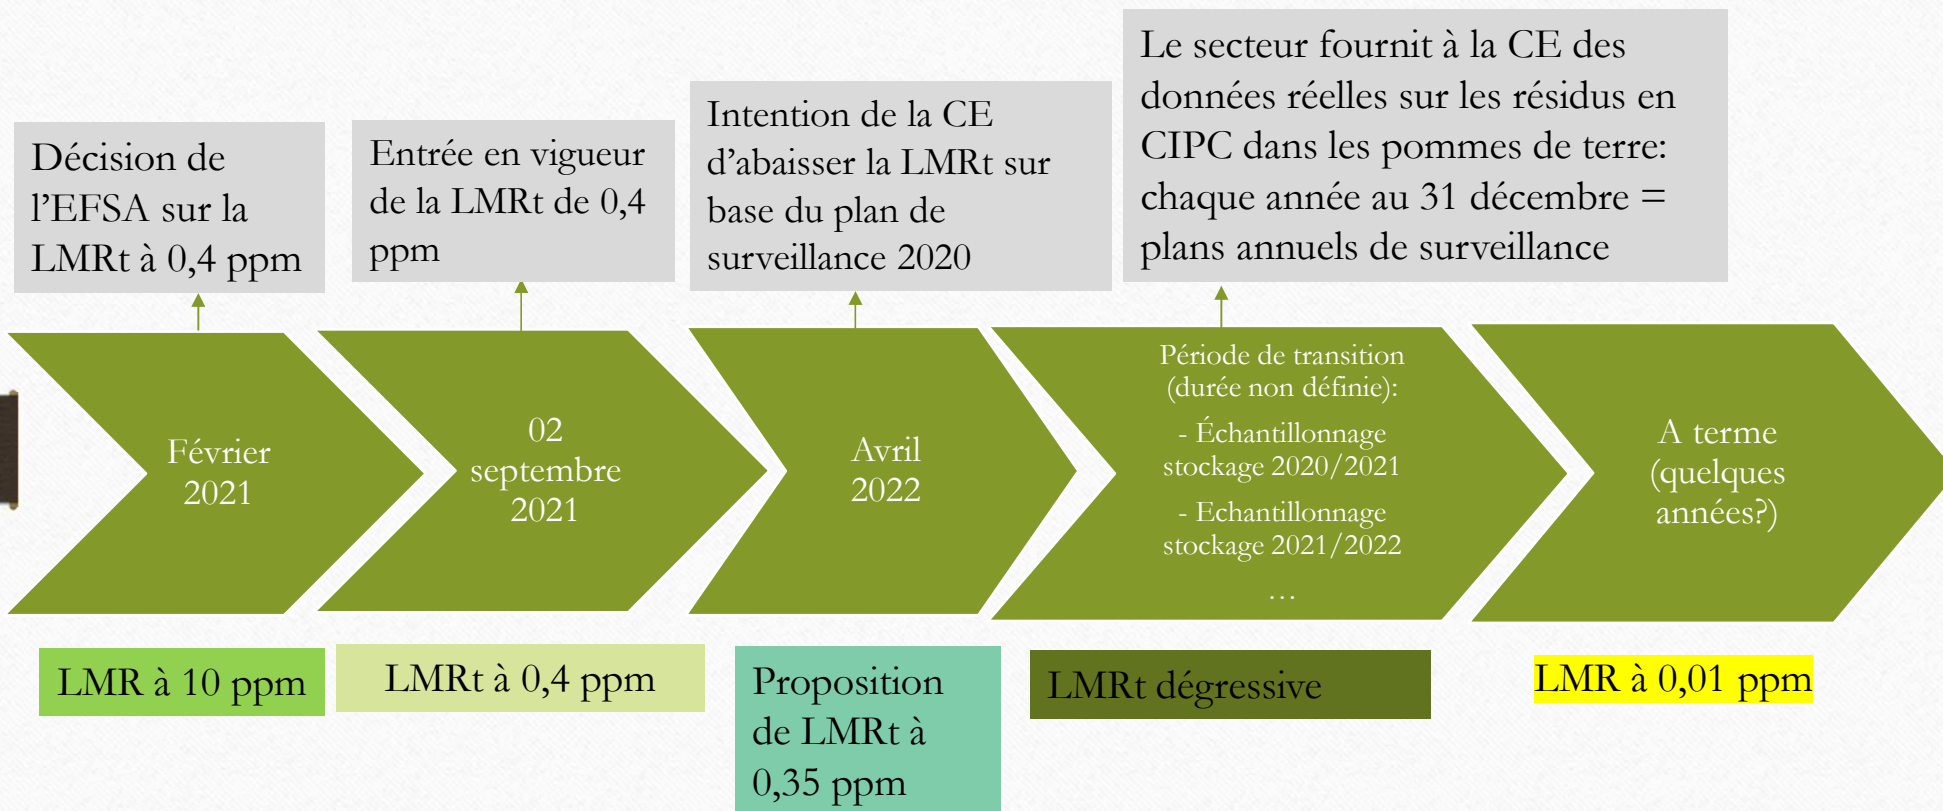 Décision de
l'EFSA sur la
LMRt à 0,4 ppm
Entrée en vigueur
de la LMRt de 0,4
ppm
Intention de la CE
d'abaisser la LMRt sur
base du plan de
surveillance 2020
Le secteur fournit à la CE des
données réelles sur les résidus en
CIPC dans les pommes de terre:
chaque année au 31 décembre =
plans annuels de surveillance
Février
2021
02
septembre
2021
Avril
2022
Période de transition
(durée non définie):
- Échantillonnage
stockage 2020/2021
- Echantillonnage
stockage 2021/2022
…
A terme
(quelques
années?)
LMR à 10 ppm
LMRt à 0,4 ppm
Proposition
de LMRt à
0,35 ppm
LMRt dégressive
LMR à 0,01 ppm